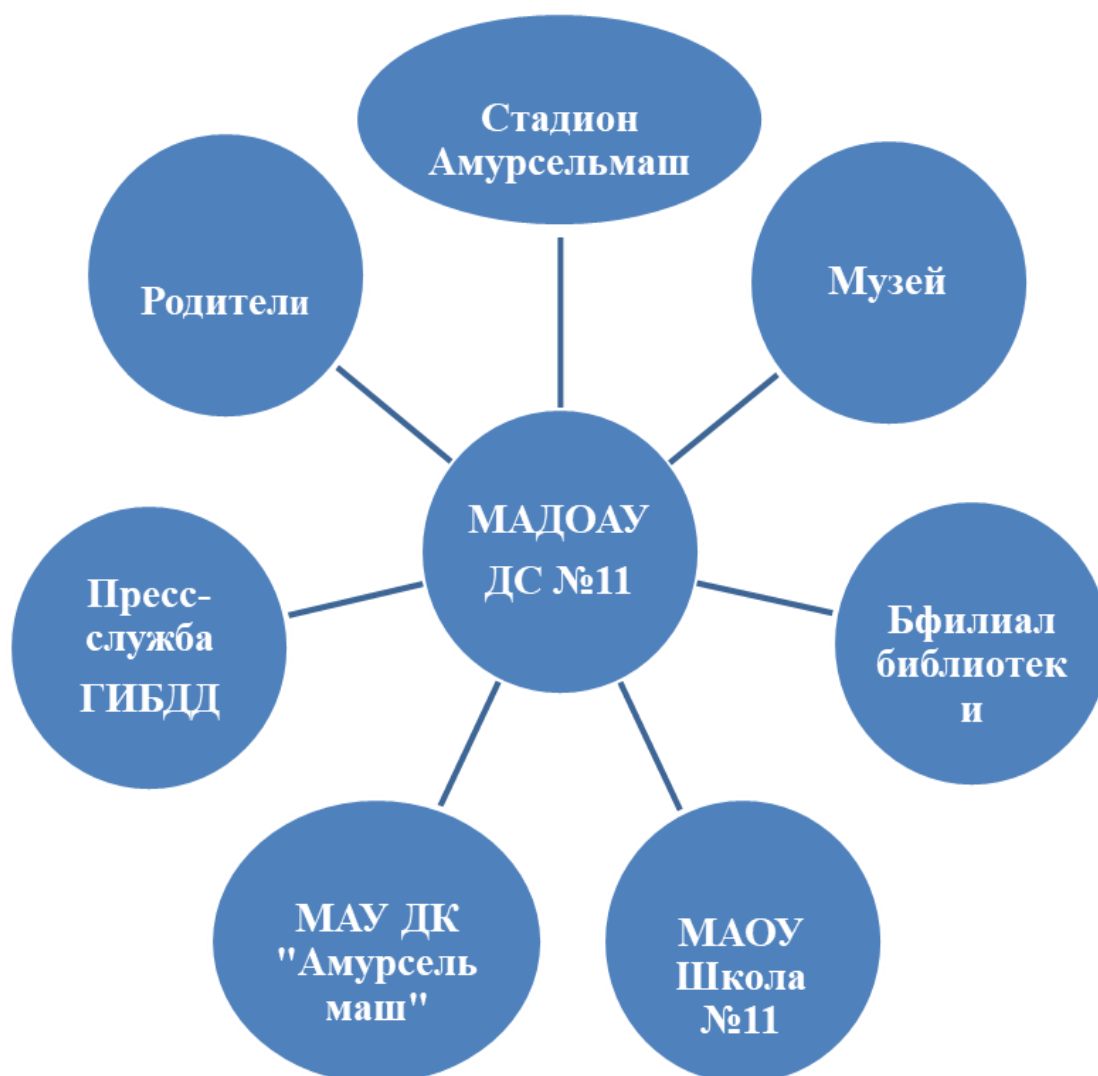 Стадион
Амурсельмаш
Музей
Родители
МАДОАУ
ДС №11
Пресс-
служба
ГИБДД
Бфилиал
библиотек
и
МАУ ДК
"Амурсель
маш"
МАОУ
Школа
№11